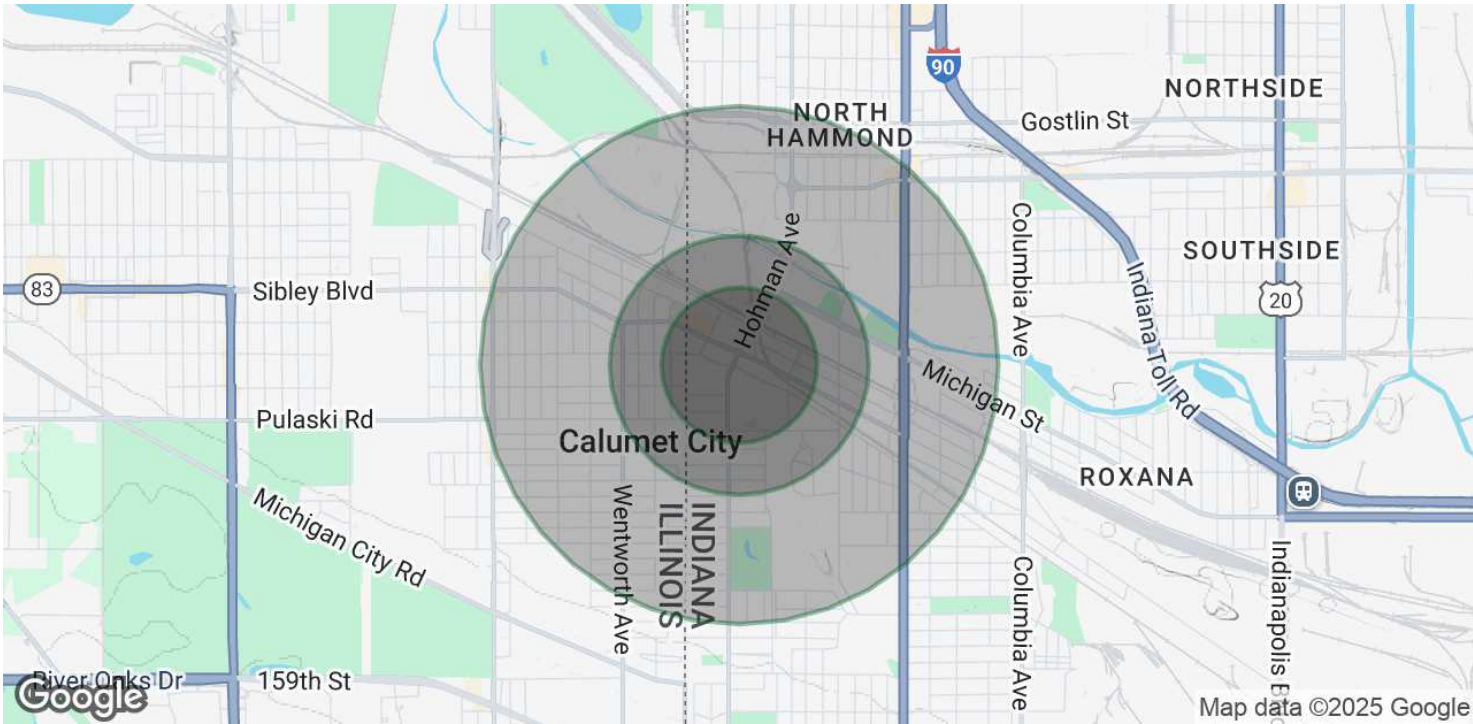 90
NORTHSIDE
NORTH
HAMMOND
Gostlin St
Hohman Ave
Columbia Ave
SOUTHSIDE
Indiana Toll Rd
83
Sibley Blvd
20
Michigan St
Pulaski Rd
Calumet City
ROXANA
Michigan City Rd
Wentworth Ave
ILLINOIS
INDIANA
Columbia Ave
Indianapolis B
River Oaks Dr
159th St
Google
Map data ©2025 Google